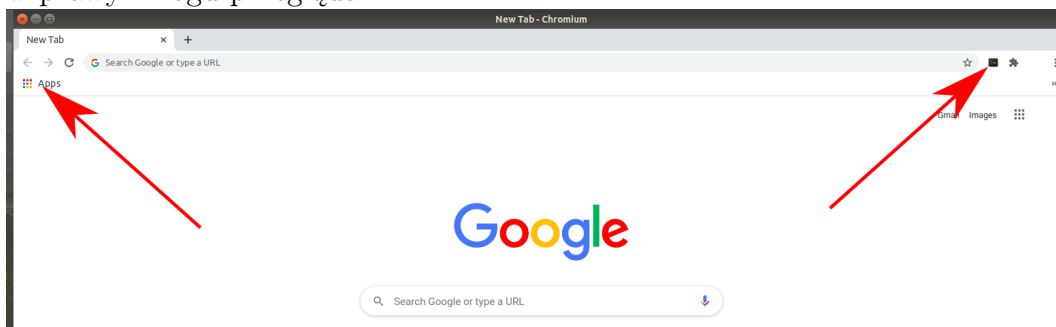 New Tab - Chromium
New Tab
Search Google or type a URL
Apps
Gmail Images
Google
Search Google or type a URL